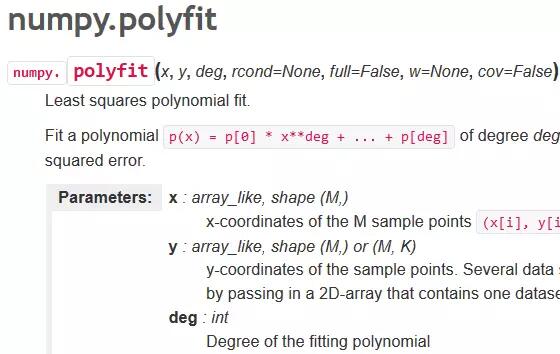 numpy.polyfit
numpy. polyfit(x, y, deg, rcond=None, full=False, w=None, cov=False)
Least squares polynomial fit.
Fit a polynomial p(x) = p[0] * x**deg + ... + p[deg] of degree deg
squared error.
Parameters: x : array_like, shape (M,)
x-coordinates of the M sample points (x[i], y[i
y : array_like, shape (M,) or (M, K)
y-coordinates of the sample points. Several data
by passing in a 2D-array that contains one datase
deg : int
Degree of the fitting polynomial